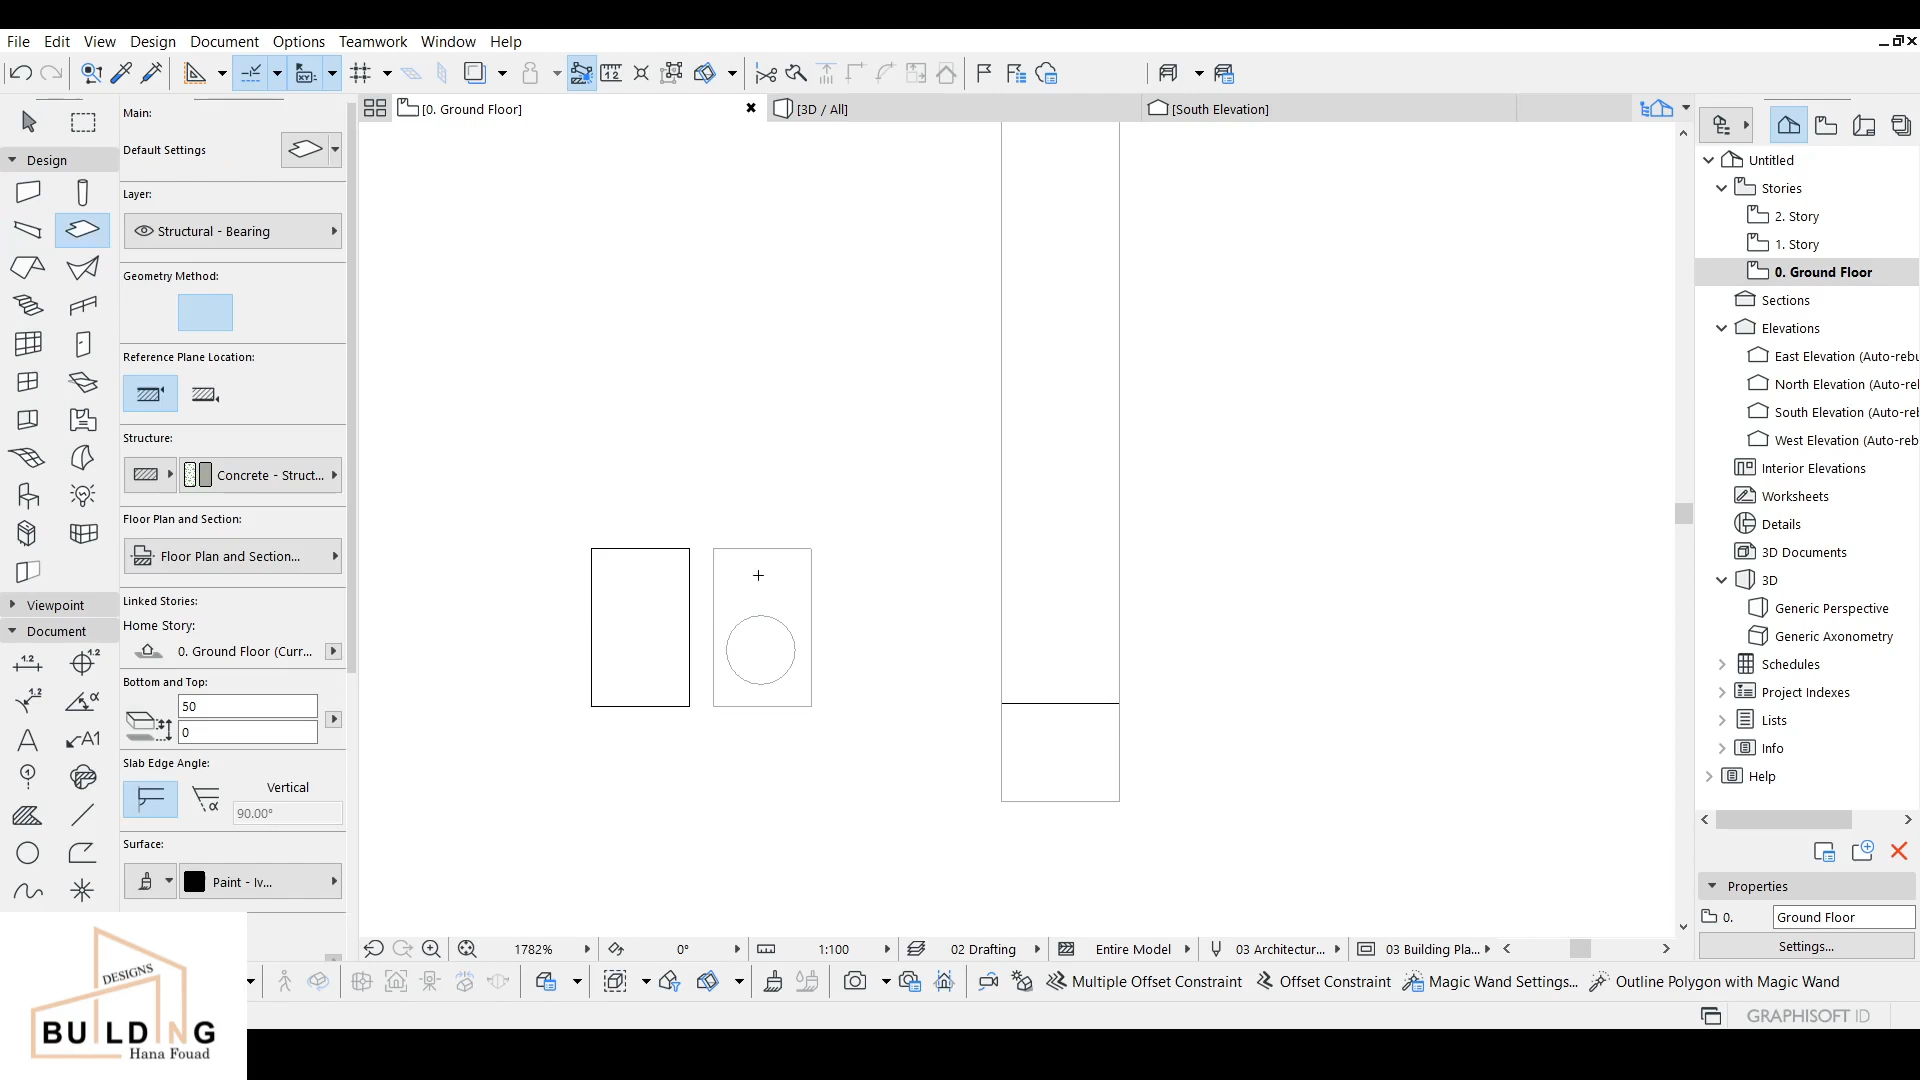 File Edit View Design Document Options Teamwork Window Help
[0. Ground Floor]
[3D / All]
[South Elevation]
Main:
Default Settings
Layer:
Structural - Bearing
Geometry Method:
Reference Plane Location:
Structure:
Concrete - Struct...
Floor Plan and Section:
Floor Plan and Section...
Linked Stories:
Home Story:
0. Ground Floor (Curr...
Bottom and Top:
50
0
Slab Edge Angle:
Vertical
90.00°
Surface:
Paint - Iv...
Design
Viewpoint
Document
Untitled
Stories
2. Story
1. Story
0. Ground Floor
Sections
Elevations
East Elevation (Auto-rebu
North Elevation (Auto-rel
South Elevation (Auto-rel
West Elevation (Auto-reb
Interior Elevations
Worksheets
Details
3D Documents
3D
Generic Perspective
Generic Axonometry
Schedules
Project Indexes
Lists
Info
Help
Properties
0.
Ground Floor
Settings...
1782% 0° 1:100 02 Drafting Entire Model 03 Architectur... 03 Building Pla...
Multiple Offset Constraint Offset Constraint Magic Wand Settings... Outline Polygon with Magic Wand
GRAPHISOFT ID
DESIGNS
BUILDING
Hana Fouad